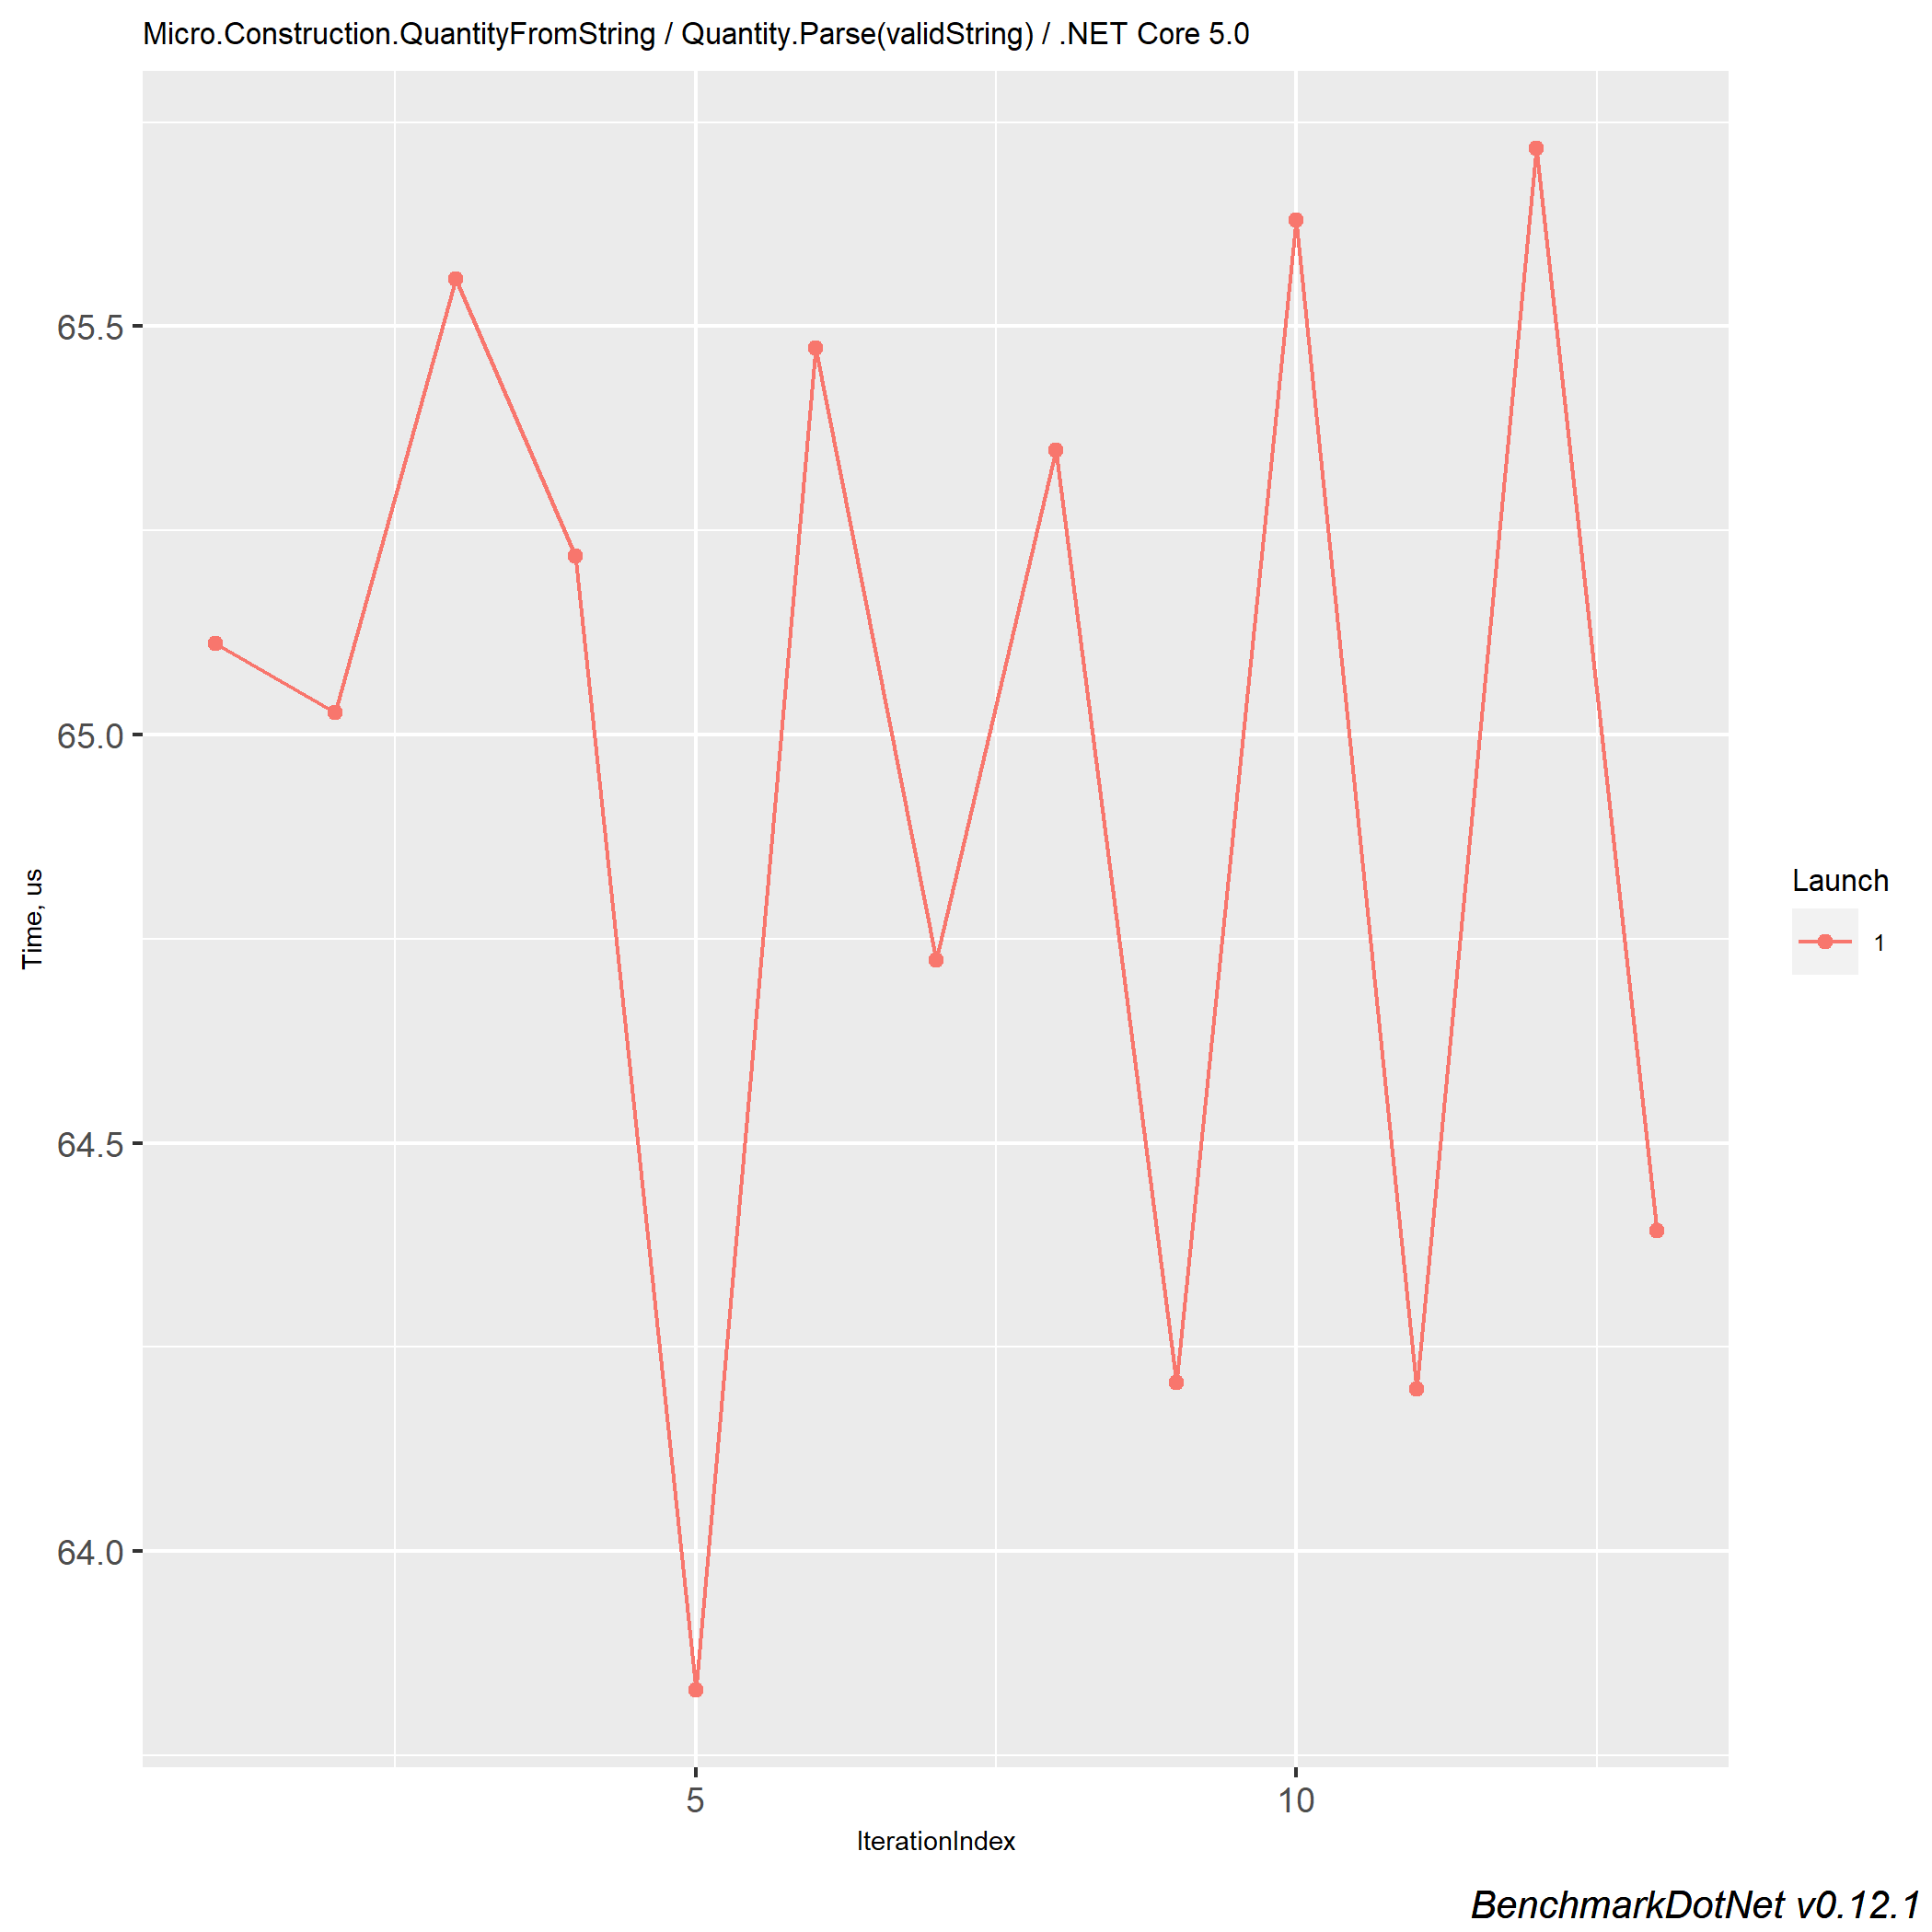 Micro.Construction.QuantityFromString / Quantity.Parse(validString) / .NET Core 5.0
65.5
65.0
64.5
64.0
Time, us
5
10
IterationIndex
Launch
1
BenchmarkDotNet v0.12.1